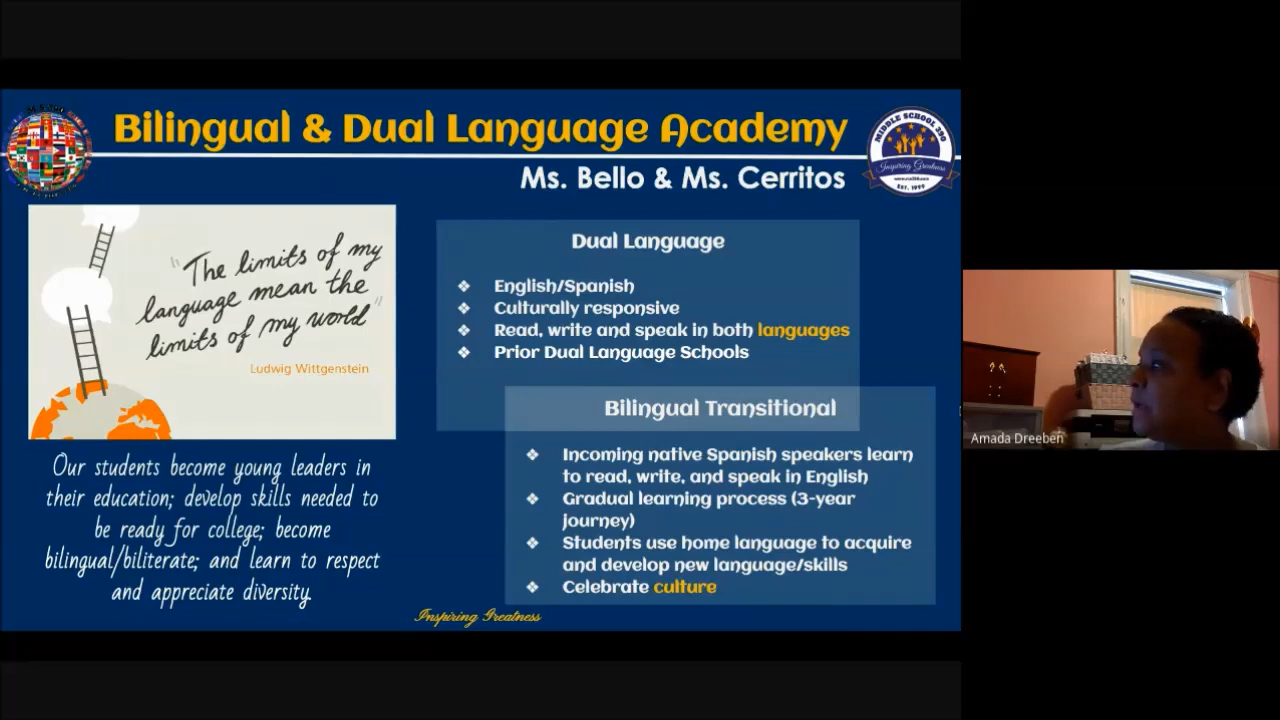 Bilingual & Dual Language Academy
Ms. Bello & Ms. Cerritos
MIDDLE SCHOOL 390
Inspiring Greatness
EST. 1999
"The limits of my
language mean the
limits of my world"
Ludwig Wittgenstein
Our students become young leaders in
their education; develop skills needed to
be ready for college; become
bilingual/biliterate; and learn to respect
and appreciate diversity.
Dual Language
❖ English/Spanish
❖ Culturally responsive
❖ Read, write and speak in both languages
❖ Prior Dual Language Schools
Bilingual Transitional
❖ Incoming native Spanish speakers learn
to read, write, and speak in English
❖ Gradual learning process (3-year
journey)
❖ Students use home language to acquire
and develop new language/skills
❖ Celebrate culture
Inspiring Greatness
Amada Dreeben